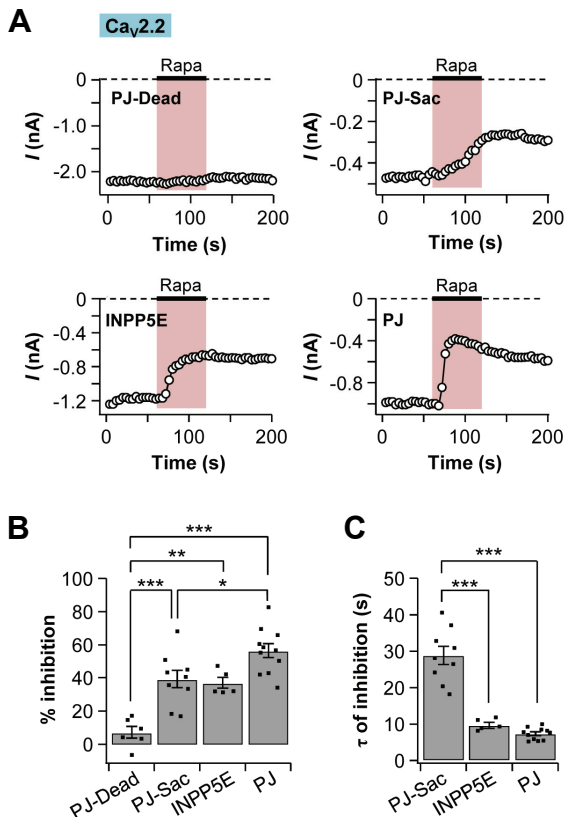 A
CaV2.2
Rapa
PJ-Dead
0
-1.0
-2.0
I (nA)
0 100 200
Time (s)
Rapa
PJ-Sac
0
-0.2
-0.4
I (nA)
0 100 200
Time (s)
Rapa
INPP5E
0
-0.4
-0.8
-1.2
I (nA)
0 100 200
Time (s)
Rapa
PJ
0
-0.4
-0.8
I (nA)
0 100 200
Time (s)
B
***
**
*** *
100
80
60
40
20
0
% inhibition
PJ-Dead PJ-Sac INPP5E PJ
C
***
***
50
40
30
20
10
0
τ of inhibition (s)
PJ-Sac INPP5E PJ